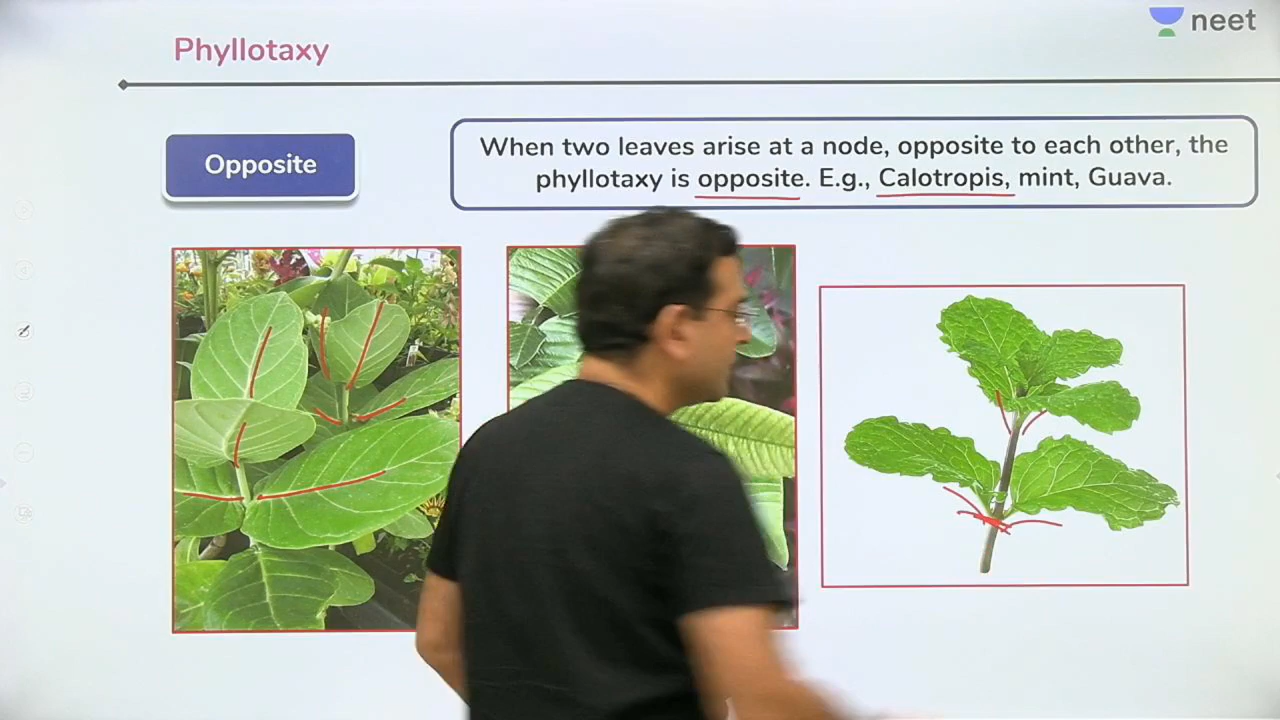 neet
Phyllotaxy
Opposite
When two leaves arise at a node, opposite to each other, the
phyllotaxy is opposite. E.g., Calotropis, mint, Guava.